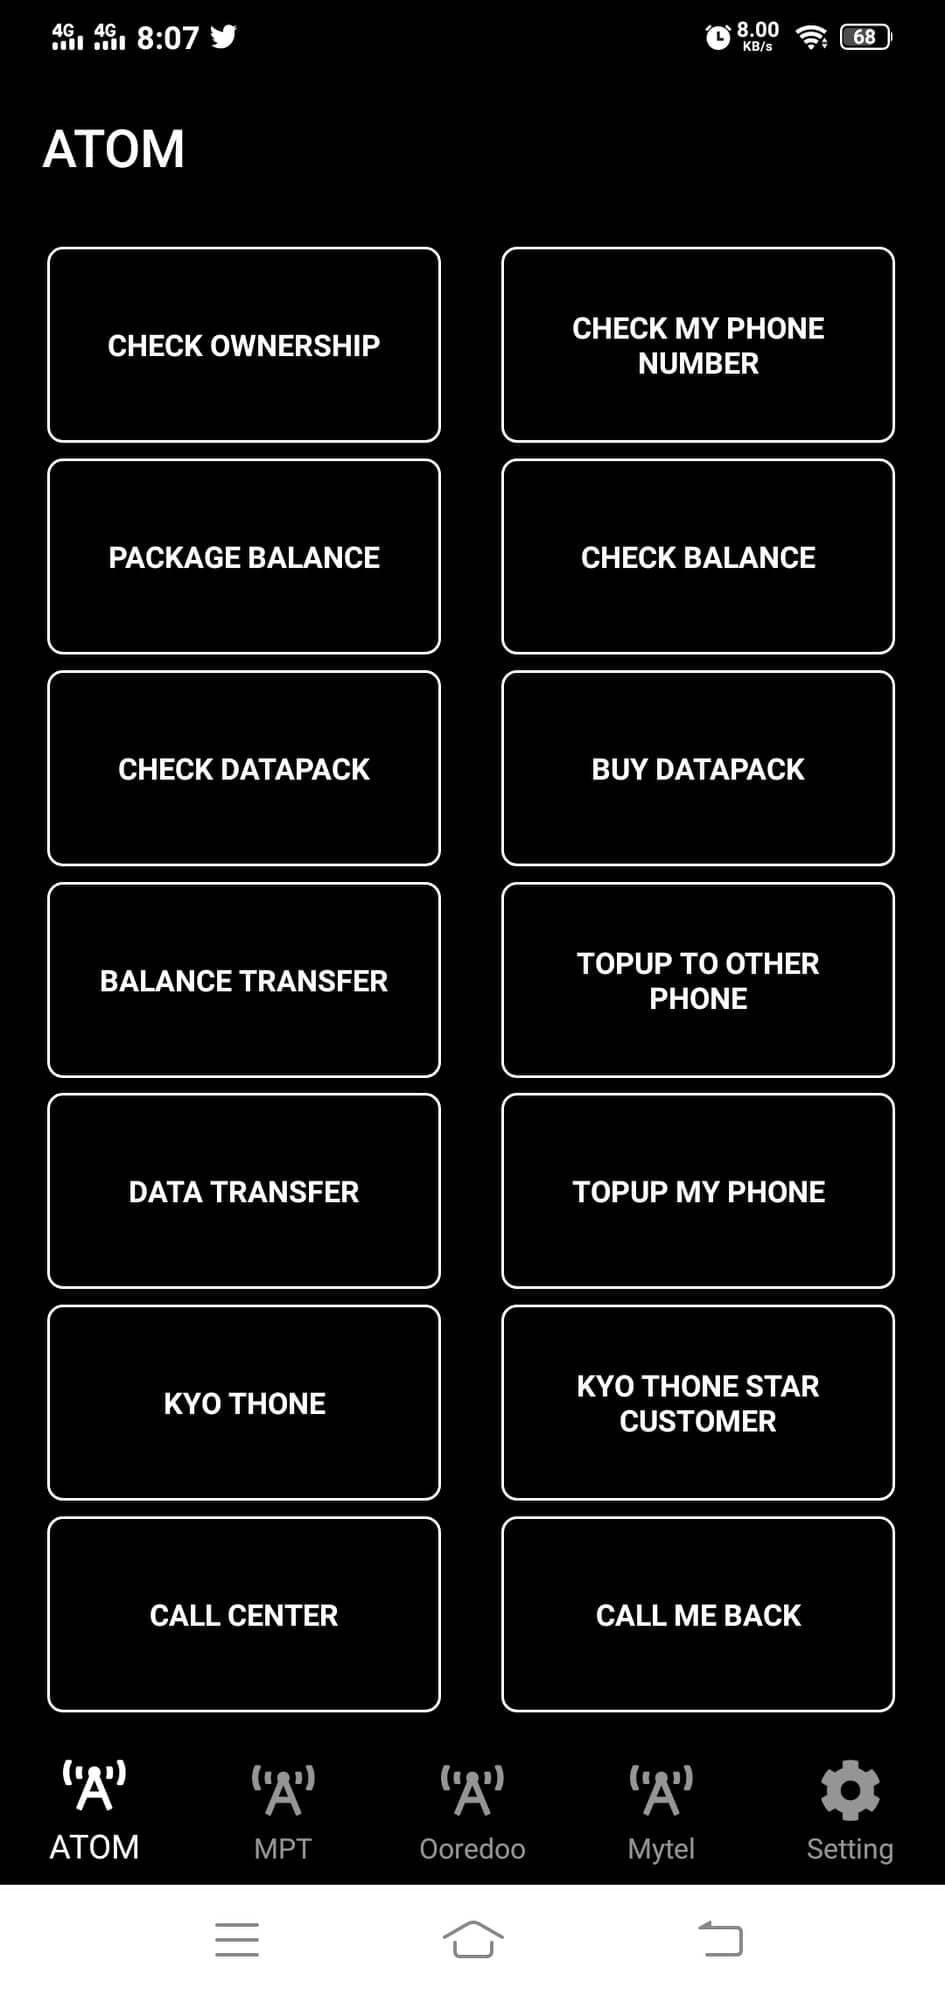 4G 4G 8:07 8.00 KB/s 68
ATOM
CHECK OWNERSHIP
CHECK MY PHONE
NUMBER
PACKAGE BALANCE
CHECK BALANCE
CHECK DATAPACK
BUY DATAPACK
BALANCE TRANSFER
TOPUP TO OTHER
PHONE
DATA TRANSFER
TOPUP MY PHONE
KYO THONE
KYO THONE STAR
CUSTOMER
CALL CENTER
CALL ME BACK
ATOM MPT Ooredoo Mytel Setting